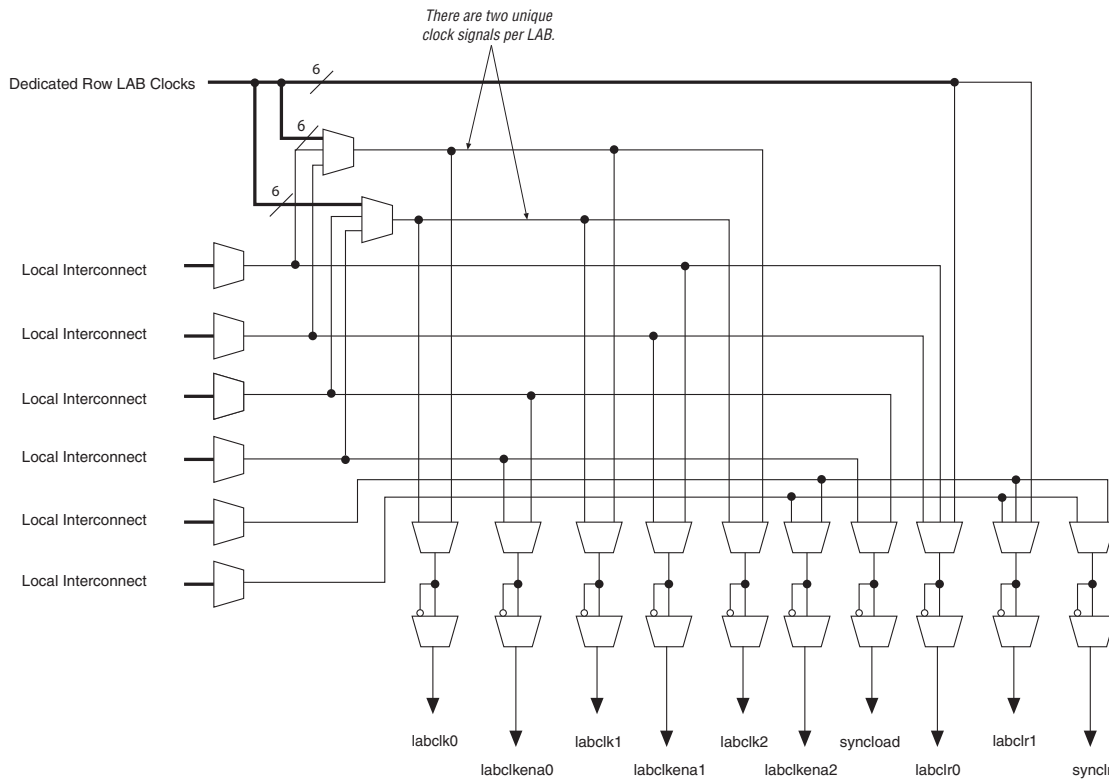 There are two unique
clock signals per LAB.
Dedicated Row LAB Clocks
6
6
6
Local Interconnect
Local Interconnect
Local Interconnect
Local Interconnect
Local Interconnect
Local Interconnect
labclk0
labclk1
labclk2
syncload
labclr1
labclkena0
labclkena1
labclkena2
labclr0